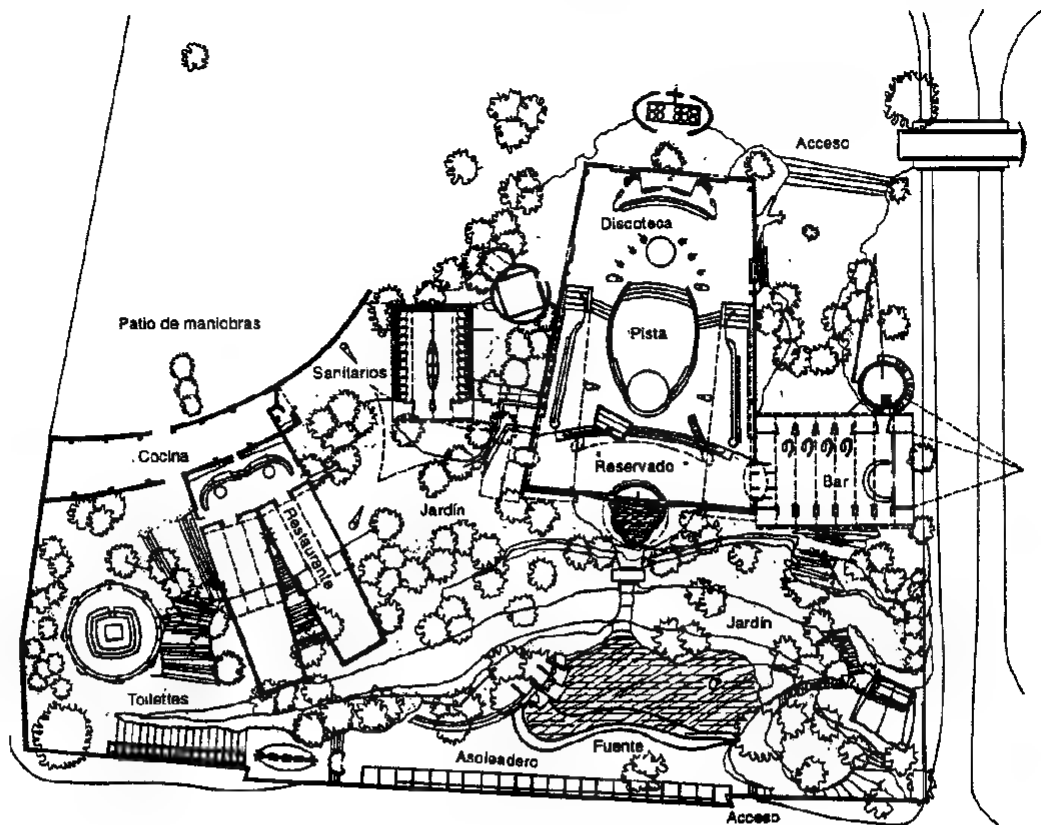 Acceso
Discoteca
Patio de maniobras
Pista
Sanitarios
Cocina
Reservado
Bar
Jardín
Restaurante
Jardín
Toilettes
Fuente
Asoleadero
Acceso